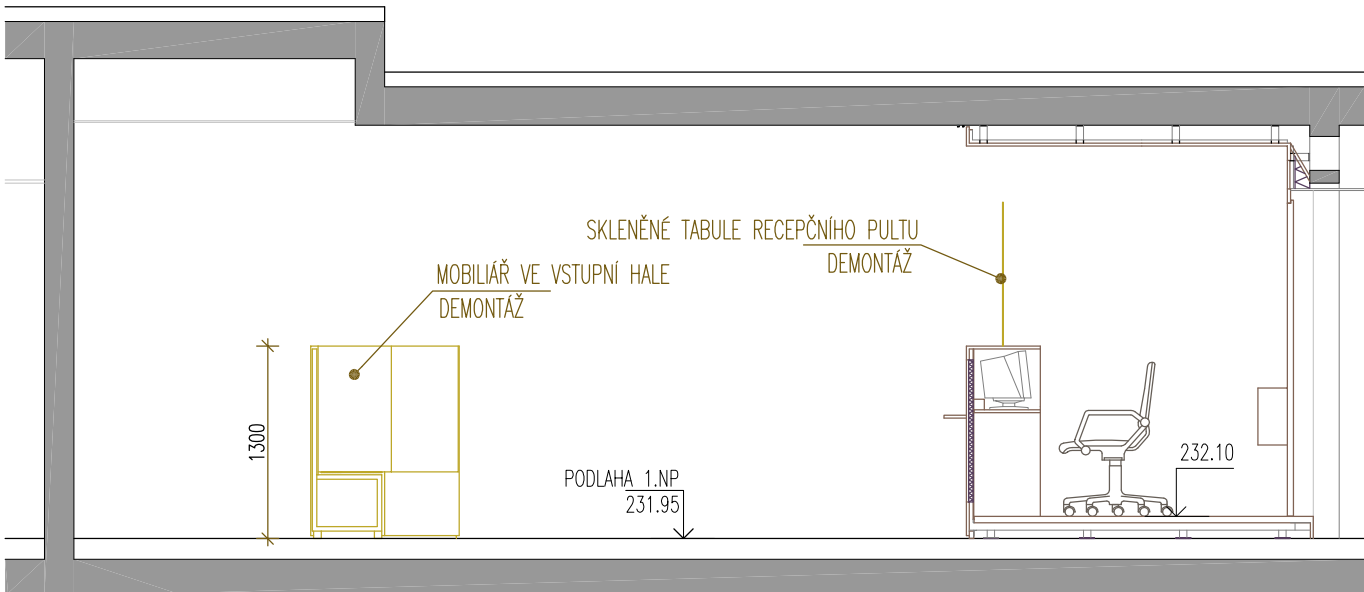 SKLENĚNÉ TABULE RECEPČNÍHO PULTU
DEMONTÁŽ
MOBILIÁŘ VE VSTUPNÍ HALE
DEMONTÁŽ
1300
PODLAHA 1.NP
231.95
232.10